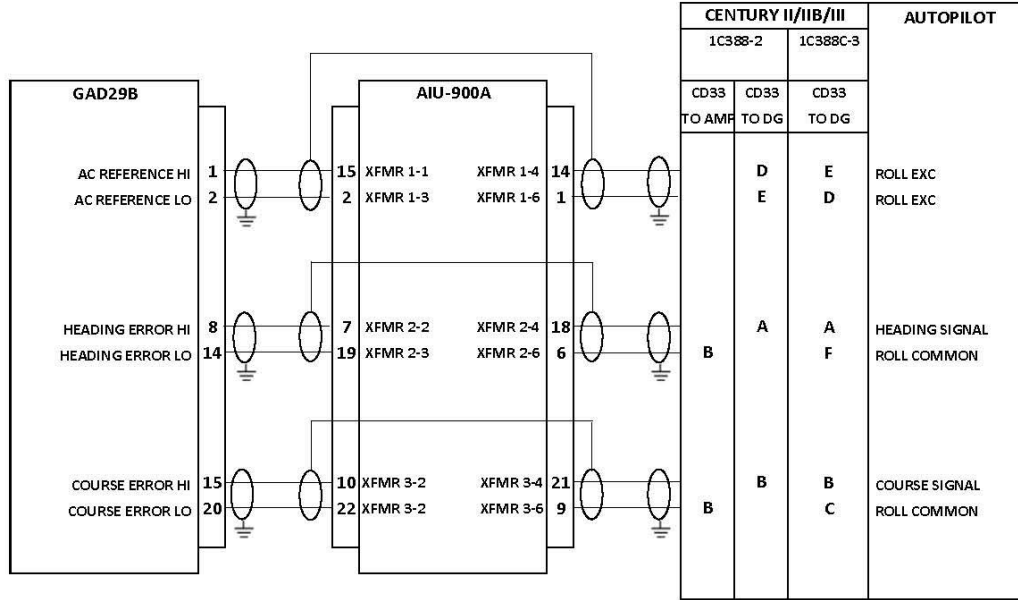 CENTURY II/IIB/III AUTOPILOT
1C388-2 1C388C-3
GAD29B AIU-900A
CD33 TO AMP CD33 TO DG CD33 TO DG
AC REFERENCE HI 1 15 XFMR 1-1 XFMR 1-4 14 D E ROLL EXC
AC REFERENCE LO 2 2 XFMR 1-3 XFMR 1-6 1 E D ROLL EXC
HEADING ERROR HI 8 7 XFMR 2-2 XFMR 2-4 18 A A HEADING SIGNAL
HEADING ERROR LO 14 19 XFMR 2-3 XFMR 2-6 6 B F ROLL COMMON
COURSE ERROR HI 15 10 XFMR 3-2 XFMR 3-4 21 B B COURSE SIGNAL
COURSE ERROR LO 20 22 XFMR 3-2 XFMR 3-6 9 B C ROLL COMMON